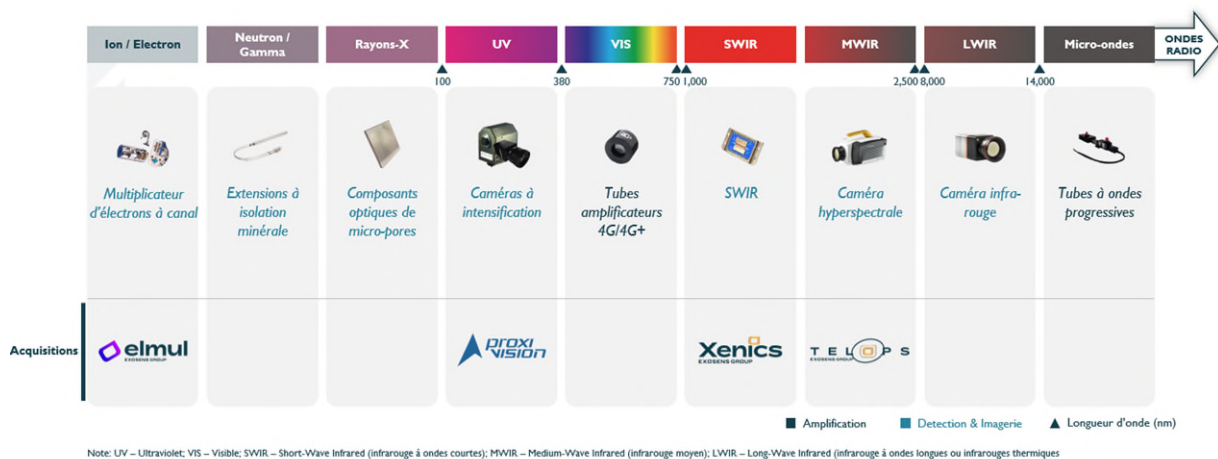 Ion / Electron
Neutron / Gamma
Rayons-X
UV
VIS
SWIR
MWIR
LWIR
Micro-ondes
ONDES
RADIO
100
380
750
1,000
2,500
8,000
14,000
Multiplicateur
d'électrons à canal
Extensions à
isolation
minérale
Composants
optiques de
micro-pores
Caméras à
intensification
Tubes
amplificateurs
4G/4G+
SWIR
Caméra
hyperspectrale
Caméra infra-
rouge
Tubes à ondes
progressives
Acquisitions
elmul
EXOSENS GROUP
PROXI
VISION
Xenics
EXOSENS GROUP
TELOPS
EXOSENS GROUP
Amplification
Detection & Imagerie
Longueur d'onde (nm)
Note: UV – Ultraviolet; VIS – Visible; SWIR – Short-Wave Infrared (infrarouge à ondes courtes); MWIR – Medium-Wave Infrared (infrarouge moyen); LWIR – Long-Wave Infrared (infrarouge à ondes longues ou infrarouges thermiques